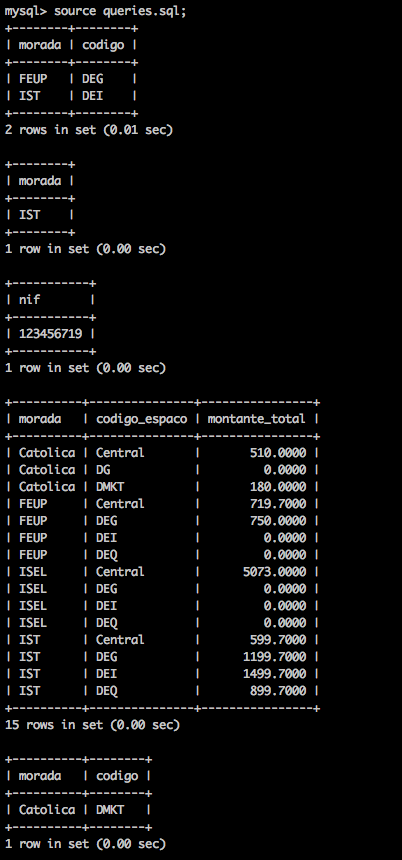 mysql> source queries.sql;
+--------+--------+
| morada | codigo |
+--------+--------+
| FEUP   | DEG    |
| IST    | DEI    |
+--------+--------+
2 rows in set (0.01 sec)

+--------+
| morada |
+--------+
| IST    |
+--------+
1 row in set (0.00 sec)

+-----------+
| nif       |
+-----------+
| 123456719 |
+-----------+
1 row in set (0.00 sec)

+----------+---------------+----------------+
| morada   | codigo_espaco | montante_total |
+----------+---------------+----------------+
| Catolica | Central       |       510.0000 |
| Catolica | DG            |         0.0000 |
| Catolica | DMKT          |       180.0000 |
| FEUP     | Central       |       719.7000 |
| FEUP     | DEG           |       750.0000 |
| FEUP     | DEI           |         0.0000 |
| FEUP     | DEQ           |         0.0000 |
| ISEL     | Central       |      5073.0000 |
| ISEL     | DEG           |         0.0000 |
| ISEL     | DEI           |         0.0000 |
| ISEL     | DEQ           |         0.0000 |
| IST      | Central       |       599.7000 |
| IST      | DEG           |      1199.7000 |
| IST      | DEI           |      1499.7000 |
| IST      | DEQ           |       899.7000 |
+----------+---------------+----------------+
15 rows in set (0.00 sec)

+----------+--------+
| morada   | codigo |
+----------+--------+
| Catolica | DMKT   |
+----------+--------+
1 row in set (0.00 sec)